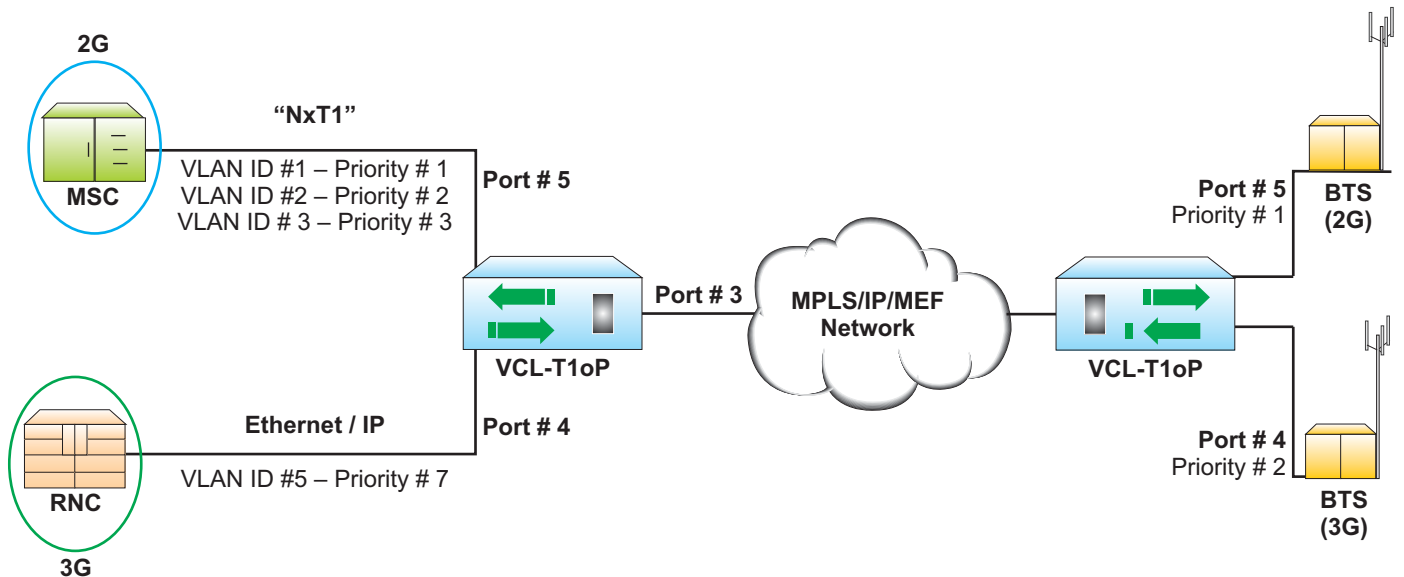 2G
MSC
“NxT1”
VLAN ID #1 – Priority # 1
VLAN ID #2 – Priority # 2
VLAN ID # 3 – Priority # 3
Port # 5
VCL-T1oP
Port # 3
Ethernet / IP
VLAN ID #5 – Priority # 7
Port # 4
RNC
3G
MPLS/IP/MEF
Network
VCL-T1oP
Port # 5
Priority # 1
BTS
(2G)
Port # 4
Priority # 2
BTS
(3G)